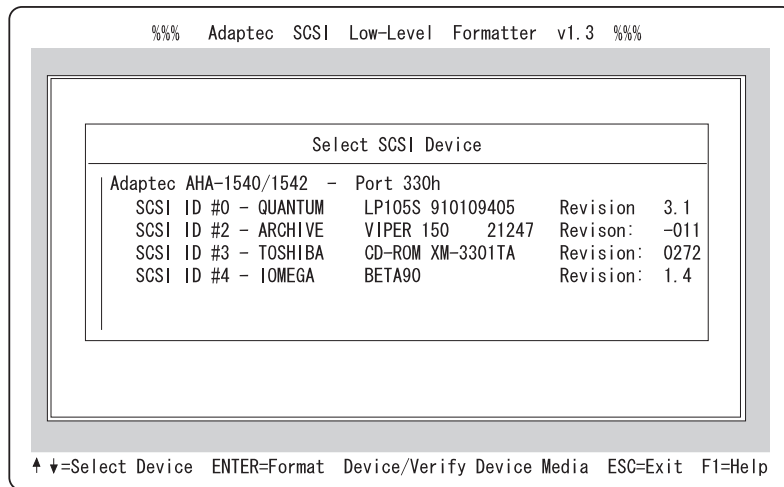 %%% Adaptec SCSI Low-Level Formatter v1.3 %%%
Select SCSI Device
Adaptec AHA-1540/1542 – Port 330h
SCSI ID #0 – QUANTUM LP105S 910109405 Revision 3.1
SCSI ID #2 – ARCHIVE VIPER 150 21247 Revison: -011
SCSI ID #3 – TOSHIBA CD-ROM XM-3301TA Revision: 0272
SCSI ID #4 – IOMEGA BETA90 Revision: 1.4
↑ ↓=Select Device ENTER=Format Device/Verify Device Media ESC=Exit F1=Help